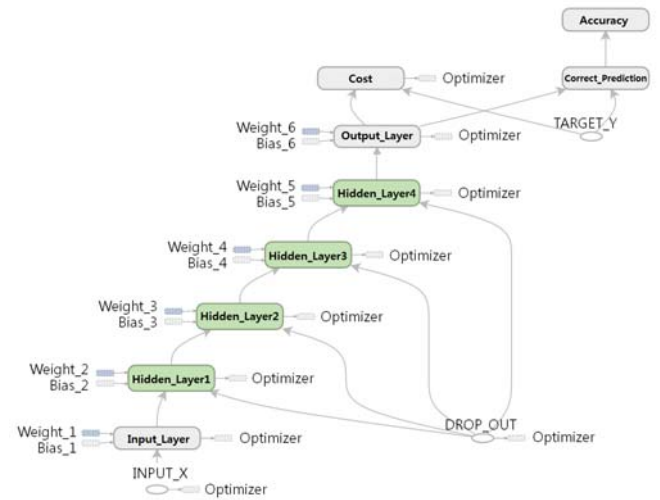 Accuracy
Cost
Optimizer
Correct_Prediction
TARGET_Y
Weight_6
Bias_6
Output_Layer
Optimizer
Weight_5
Bias_5
Hidden_Layer4
Optimizer
Weight_4
Bias_4
Hidden_Layer3
Optimizer
Weight_3
Bias_3
Hidden_Layer2
Optimizer
Weight_2
Bias_2
Hidden_Layer1
Optimizer
DROP_OUT
Optimizer
Weight_1
Bias_1
Input_Layer
Optimizer
INPUT_X
Optimizer